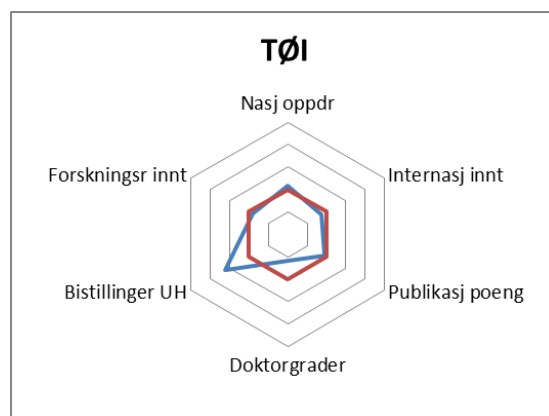 TØI
Nasj oppdr
Forskningsr innt
Internasj innt
Bistillinger UH
Publikasj poeng
Doktorgrader